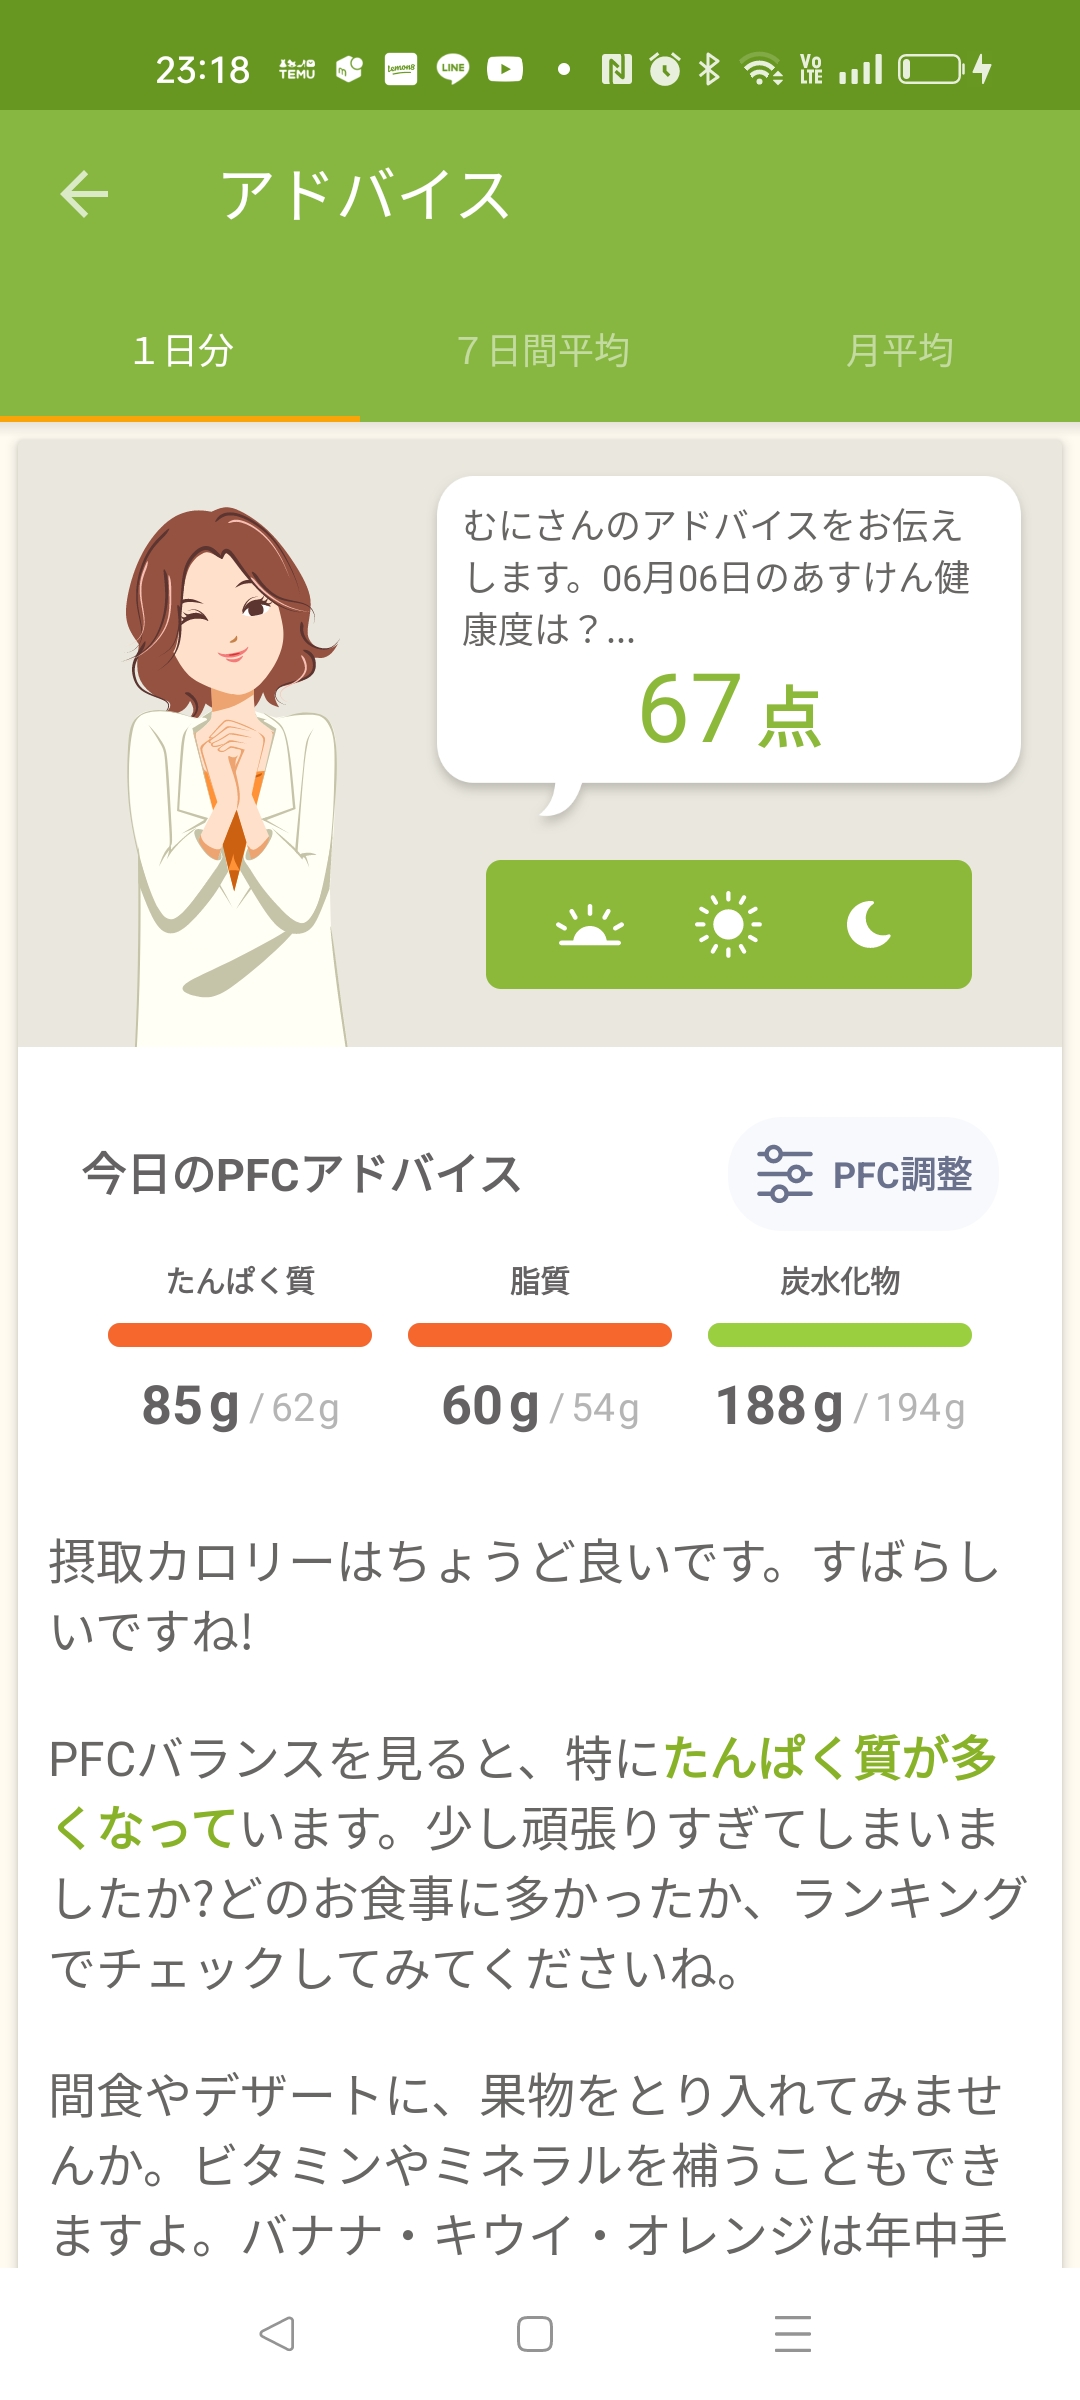 23:18 TEMU lemon8 LINE Vo LTE
アドバイス
1日分 7日間平均 月平均
むにさんのアドバイスをお伝え
します。06月06日のあすけん健
康度は？...
67点
今日のPFCアドバイス
PFC調整
たんぱく質 脂質 炭水化物
85g/62g 60g/54g 188g/194g
摂取カロリーはちょうど良いです。すばらし
いですね!
PFCバランスを見ると、特にたんぱく質が多
くなっています。少し頑張りすぎてしまいま
したか?どのお食事に多かったか、ランキング
でチェックしてみてくださいね。
間食やデザートに、果物をとり入れてみませ
んか。ビタミンやミネラルを補うこともでき
ますよ。バナナ・キウイ・オレンジは年中手